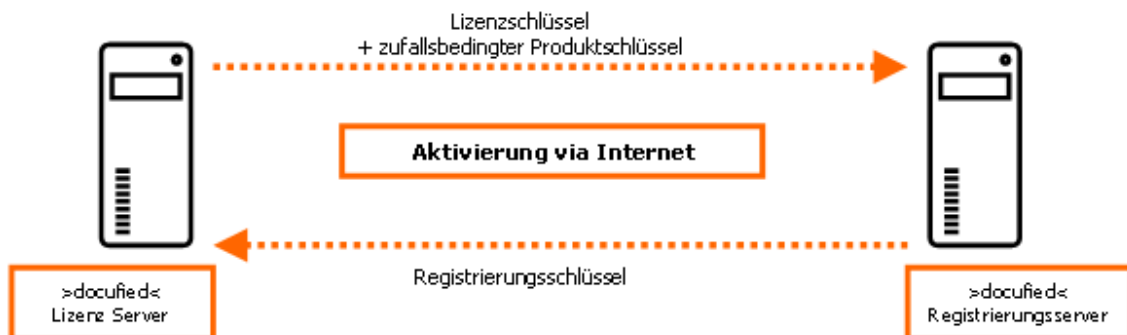 Lizenzschlüssel
+ zufallsbedingter Produktschlüssel
Aktivierung via Internet
Registrierungsschlüssel
>docufied<
Lizenz Server
>docufied<
Registrierungsserver